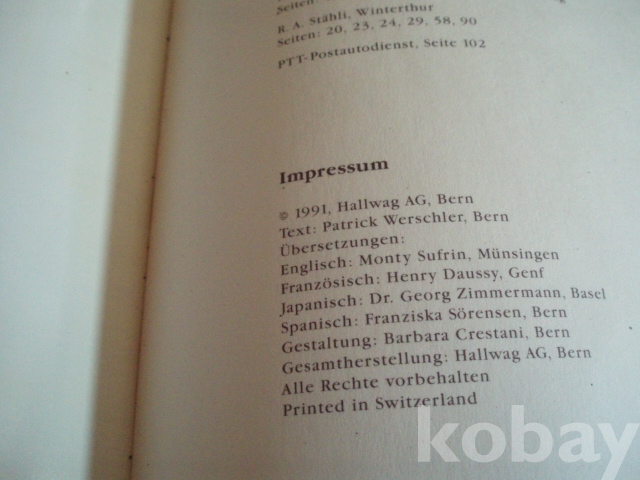 R. A. Stähli, Winterthur
Seiten: 20, 23, 24, 29, 58, 90
PTT-Postautodienst, Seite 102
Impressum
© 1991, Hallwag AG, Bern
Text: Patrick Werschler, Bern
Übersetzungen:
Englisch: Monty Sufrin, Münsingen
Französisch: Henry Daussy, Genf
Japanisch: Dr. Georg Zimmermann, Basel
Spanisch: Franziska Sörensen, Bern
Gestaltung: Barbara Crestani, Bern
Gesamtherstellung: Hallwag AG, Bern
Alle Rechte vorbehalten
Printed in Switzerland
kobay